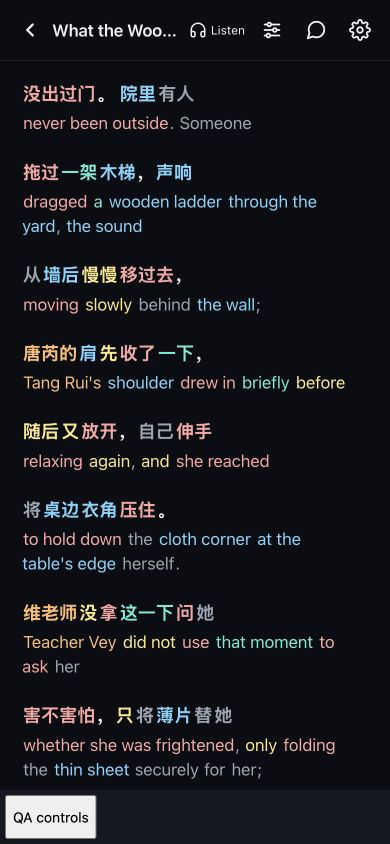 What the Woo...
Listen
没出过门。院里有人
never been outside. Someone
拖过一架木梯，声响
dragged a wooden ladder through the
yard, the sound
从墙后慢慢移过去，
moving slowly behind the wall;
唐芮的肩先收了一下，
Tang Rui's shoulder drew in briefly before
随后又放开，自己伸手
relaxing again, and she reached
将桌边衣角压住。
to hold down the cloth corner at the
table's edge herself.
维老师没拿这一下问她
Teacher Vey did not use that moment to
ask her
害不害怕，只将薄片替她
whether she was frightened, only folding
the thin sheet securely for her;
QA controls